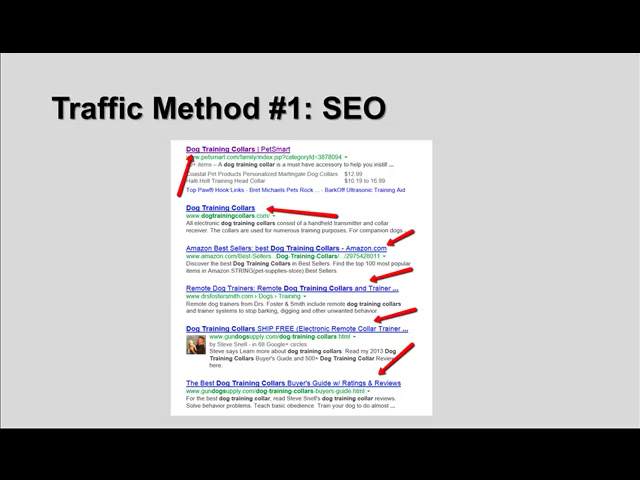 Traffic Method #1: SEO
Dog Training Collars | PetSmart
www.petsmart.com/family/index.jsp?categoryId=3878094
items – A dog training collar is a must have accessory to help you instill ...
Coastal Pet Products Personalized Martingale Dog Collars $12.99
Halti Holt Training Head Collar $10.19 to 16.99
Top Paw® Hook Links - Bret Michaels Pets Rock ... - BarkOff Ultrasonic Training Aid
Dog Training Collars
www.dogtrainingcollars.com/
All electronic dog training collars consist of a handheld transmitter and collar
receiver. The collars are used for numerous training purposes. For companion dogs
Amazon Best Sellers: best Dog Training Collars - Amazon.com
www.amazon.com/Best-Sellers...Dog-Training-Collars/.../2975428011
Discover the best Dog Training Collars in Best Sellers. Find the top 100 most popular
items in Amazon.STRING(pet-supplies-store) Best Sellers.
Remote Dog Trainers: Remote Dog Training Collars and Trainer ...
www.drsfostersmith.com › Dogs › Training
Remote dog trainers from Drs. Foster & Smith include remote dog training collars
and trainer systems to stop barking, digging and other unwanted behavior.
Dog Training Collars SHIP FREE (Electronic Remote Collar Trainer ...
www.gundogsupply.com/dog-training-collars.html
by Steve Snell - in 68 Google+ circles
Steve says Learn more about dog training collars: Read my 2013 Dog
Training Collars Buyer's Guide and 500+ Dog Training Collar
here.
The Best Dog Training Collars Buyer's Guide w/ Ratings & Reviews
www.gundogsupply.com/dog-training-collars-buyers-guide.html
For the best dog training collar, read Steve Snell's dog training collar reviews.
Solve behavior problems. Teach basic obedience. Train your dog to do almost ...